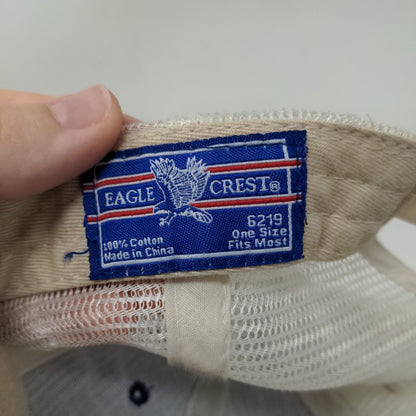 EAGLE CREST®
6219
One Size
Fits Most
100% Cotton
Made in China